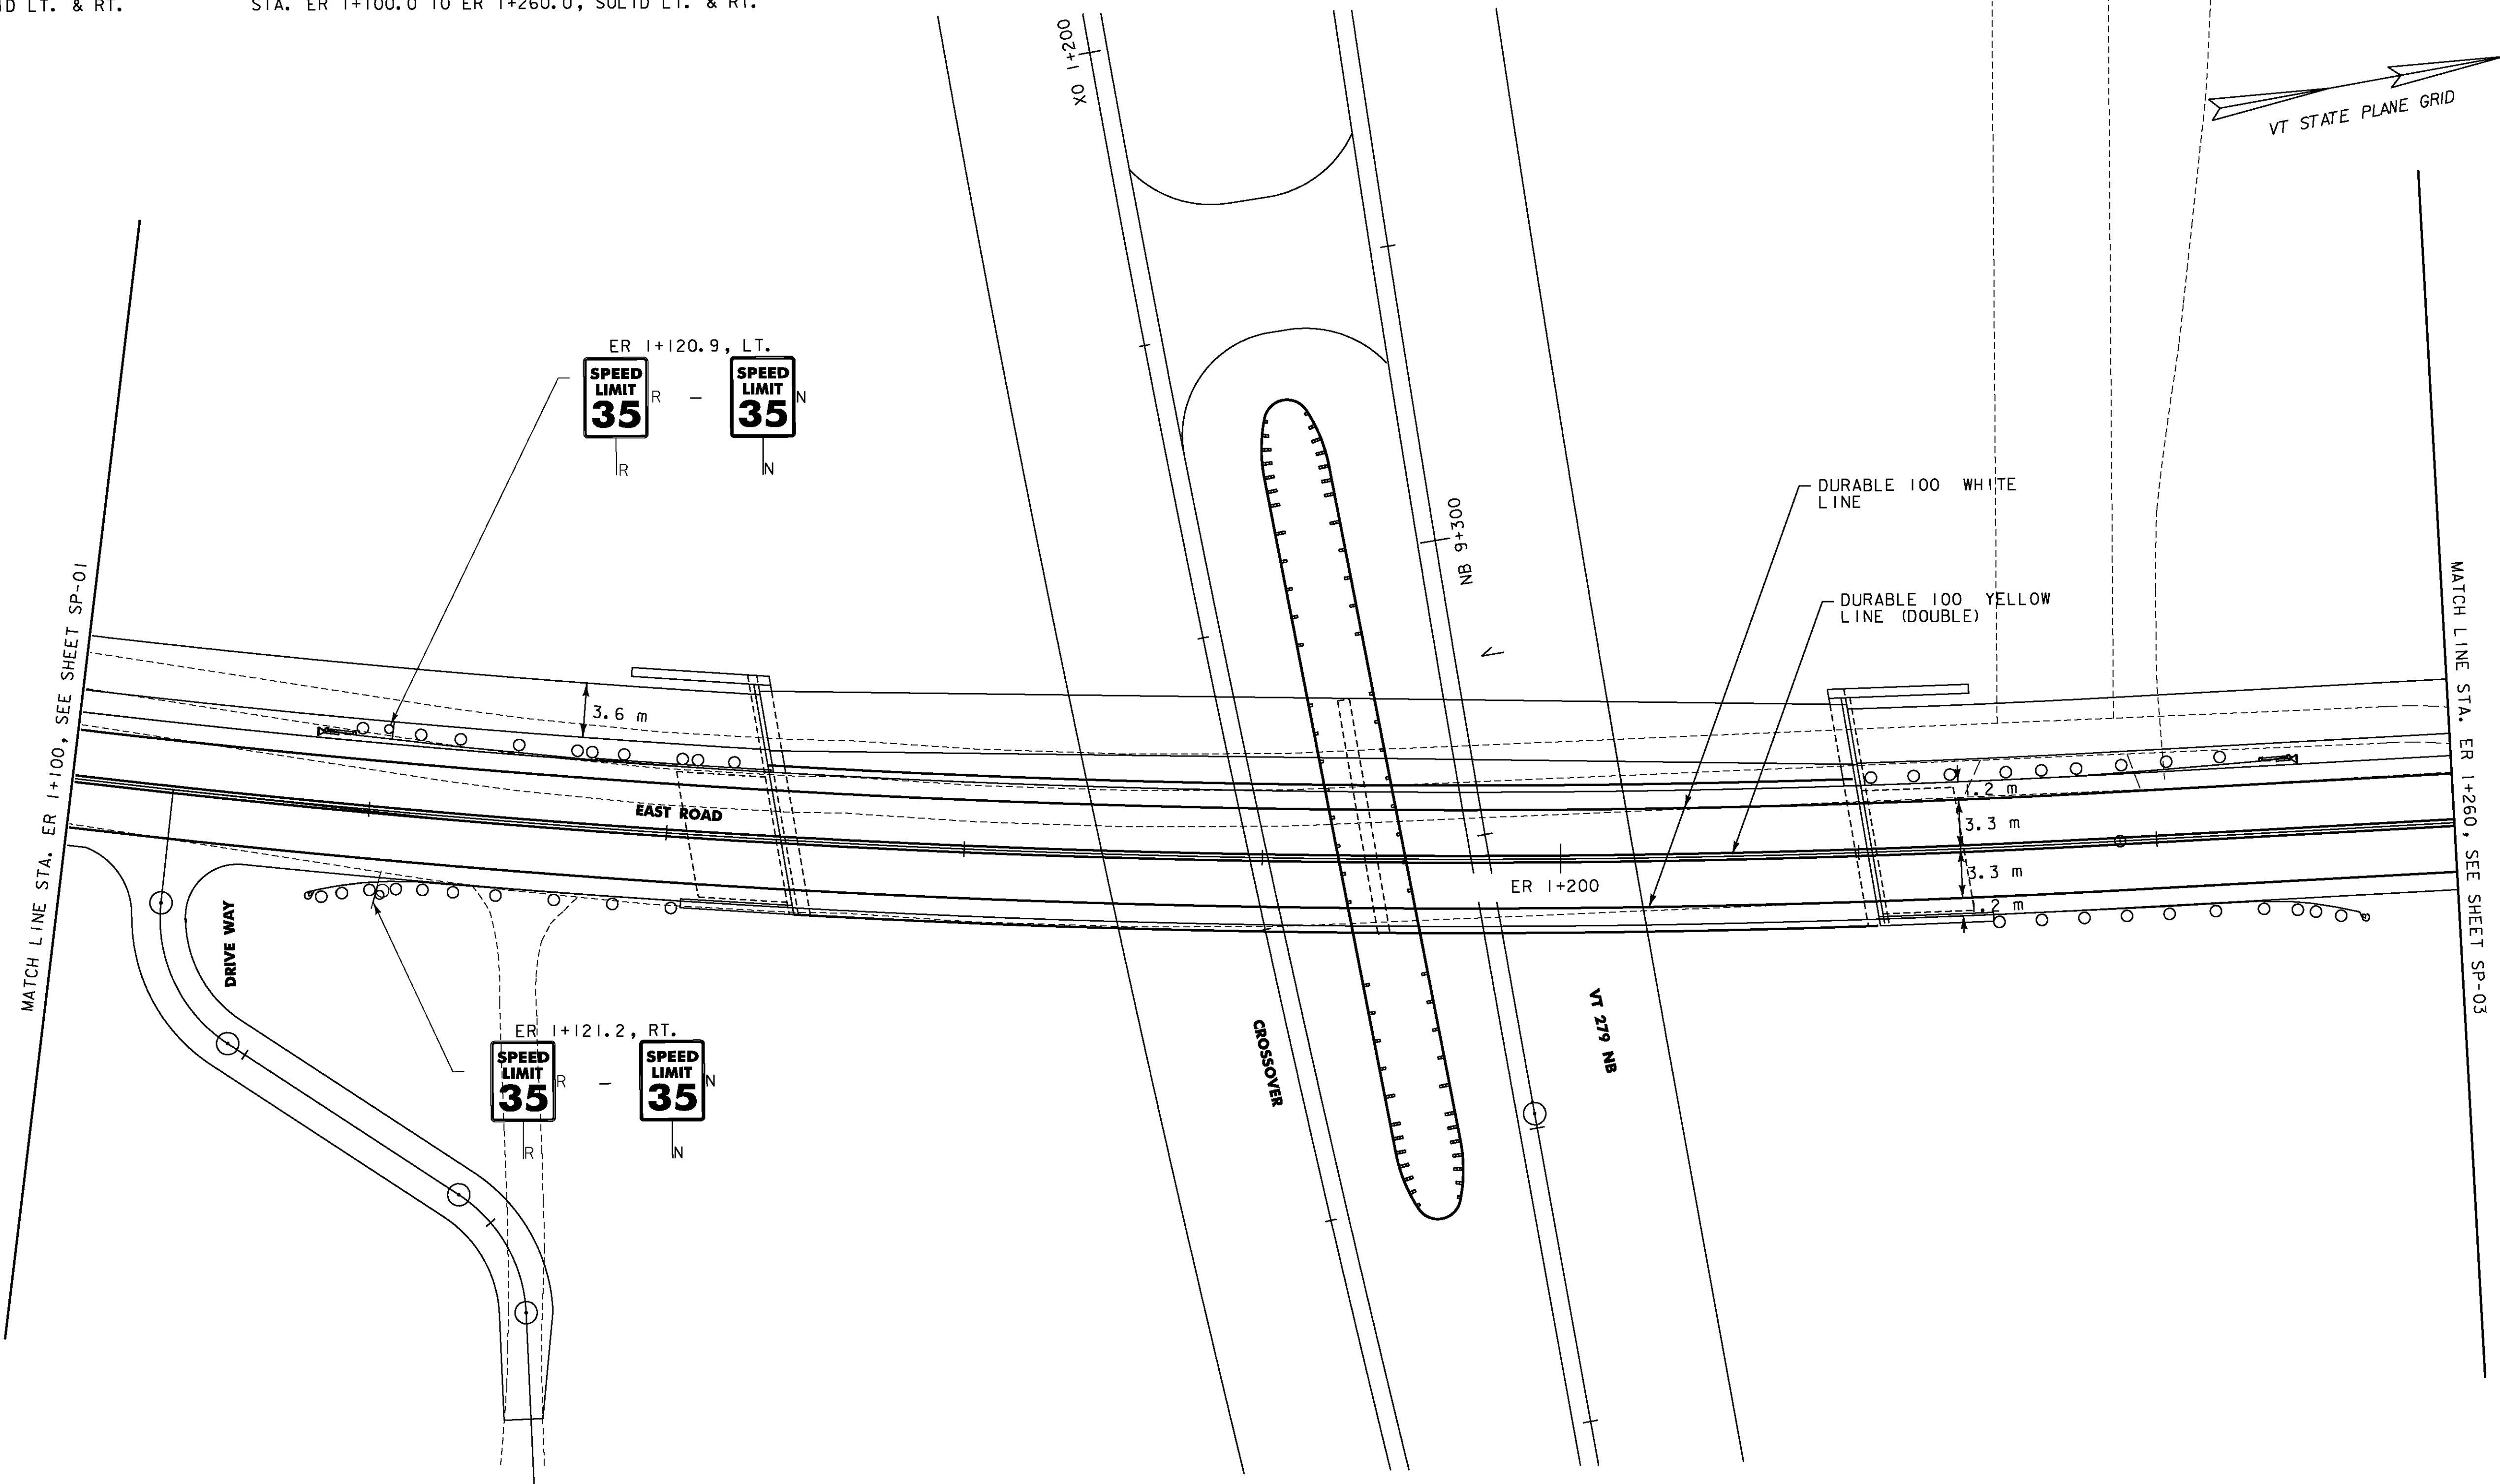 STA. ER 1+100.0 TO ER 1+260.0, SOLID LT. & RT.
LT. & RT.
XO 1+200
VT STATE PLANE GRID
ER 1+120.9, LT.
SPEED
LIMIT
35
R
–
SPEED
LIMIT
35
N
R
N
DURABLE 100 WHITE
LINE
NB 9+300
DURABLE 100 YELLOW
LINE (DOUBLE)
MATCH LINE STA. ER 1+100, SEE SHEET SP-01
MATCH LINE STA. ER 1+260, SEE SHEET SP-03
3.6 m
EAST ROAD
1.2 m
3.3 m
3.3 m
1.2 m
ER 1+200
DRIVE WAY
CROSSOVER
VT 279 NB
ER 1+121.2, RT.
SPEED
LIMIT
35
R
–
SPEED
LIMIT
35
N
R
N